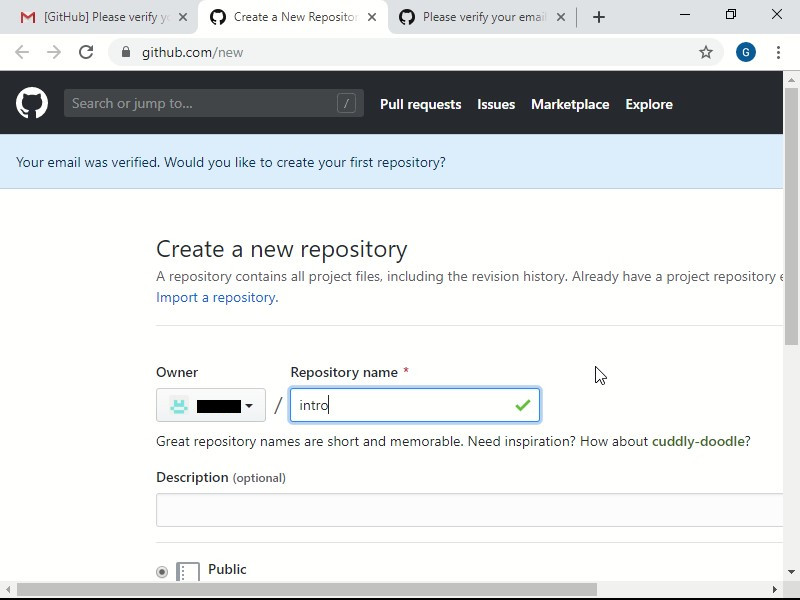 [GitHub] Please verify yo
Create a New Repositor
Please verify your email
github.com/new
G
Search or jump to...
/
Pull requests
Issues
Marketplace
Explore
Your email was verified. Would you like to create your first repository?
Create a new repository
A repository contains all project files, including the revision history. Already have a project repository e
Import a repository.
Owner
Repository name *
/
intro
Great repository names are short and memorable. Need inspiration? How about cuddly-doodle?
Description (optional)
Public